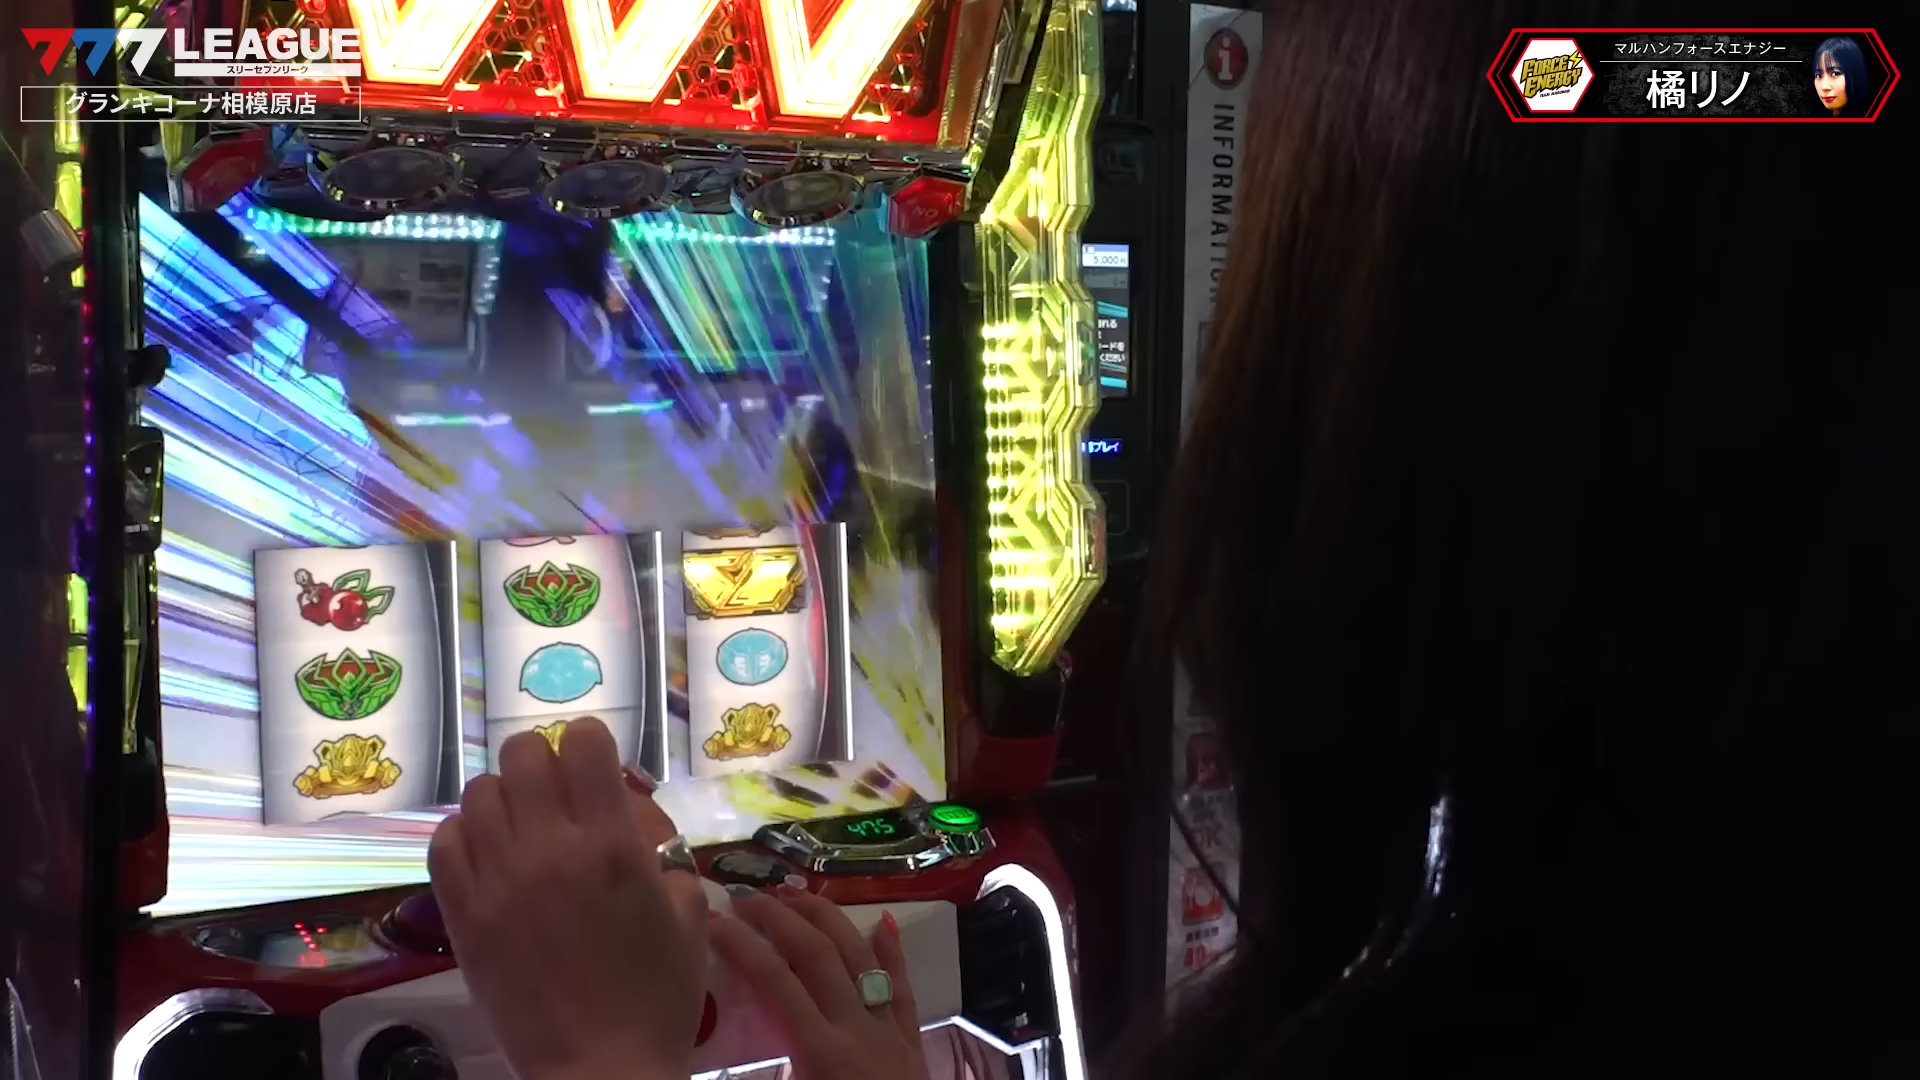 777 LEAGUE
スリーセブンリーグ
グランキコーナ相模原店
マルハンフォースエナジー
橘リノ
FORCE
ENERGY
INFORMATION
5,000
475